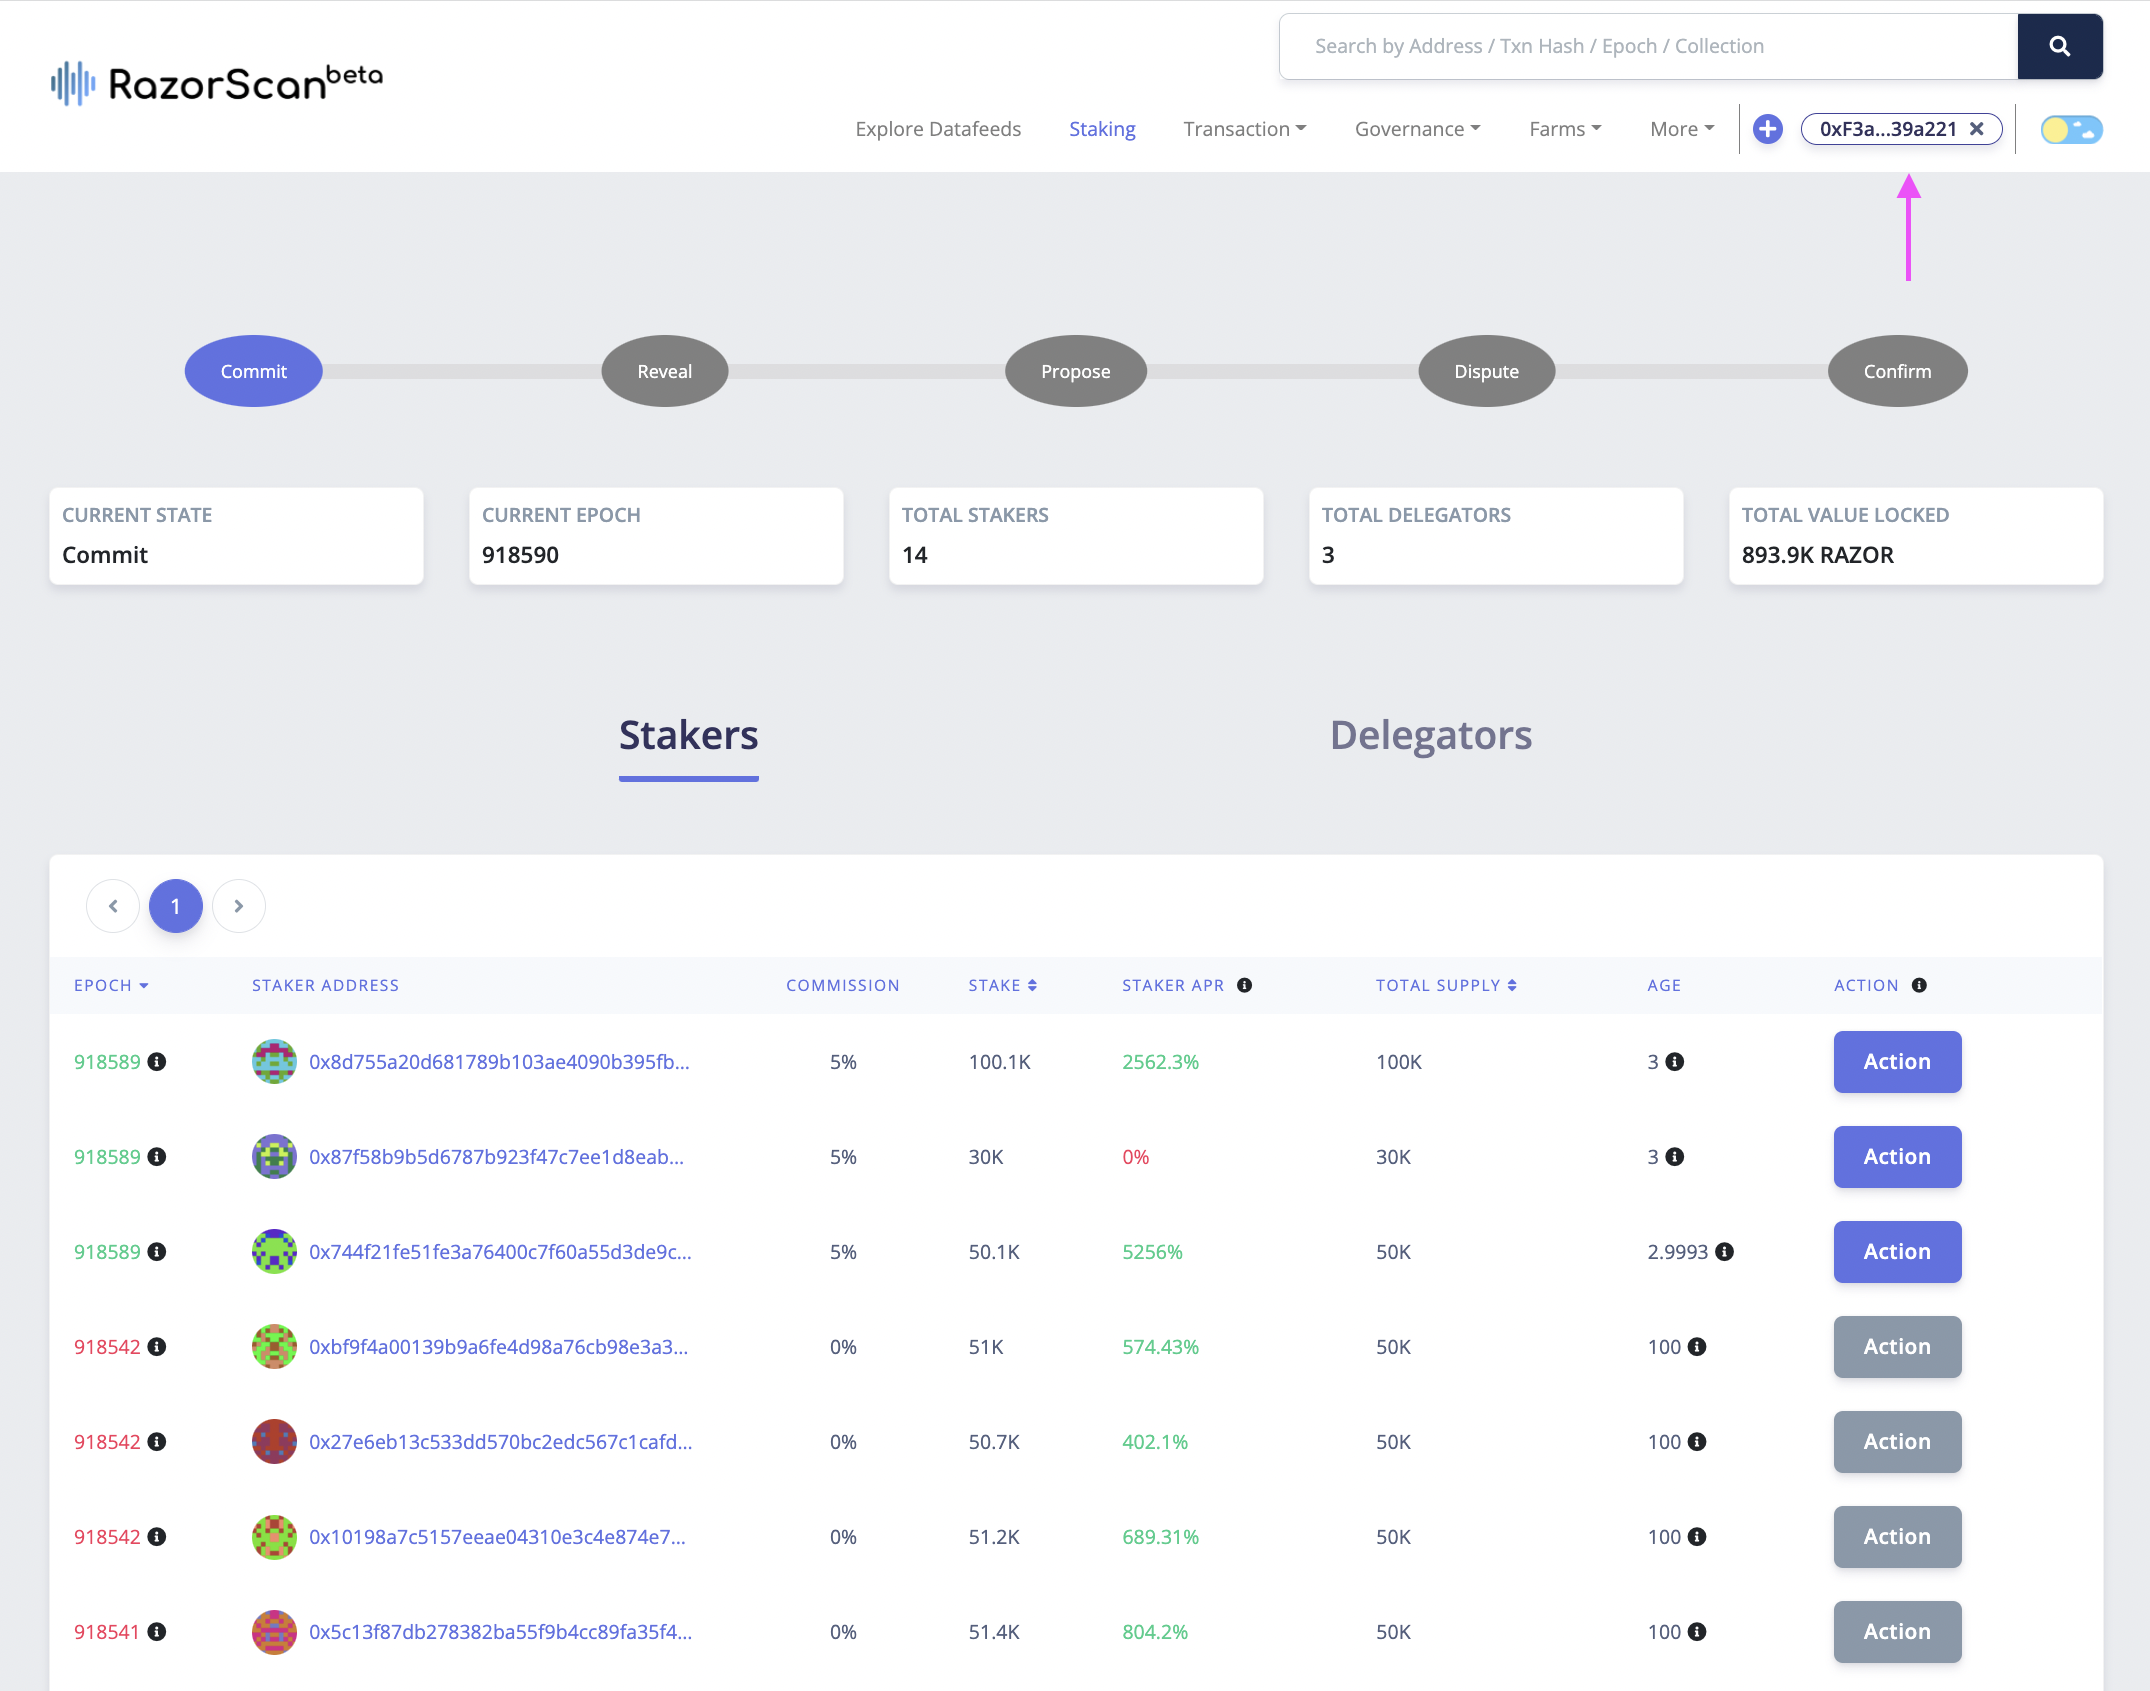 Search by Address / Txn Hash / Epoch / Collection
RazorScan beta
Explore Datafeeds Staking Transaction Governance Farms More 0xF3a...39a221
Commit Reveal Propose Dispute Confirm
CURRENT STATE CURRENT EPOCH TOTAL STAKERS TOTAL DELEGATORS TOTAL VALUE LOCKED
Commit 918590 14 3 893.9K RAZOR
Stakers Delegators
1
EPOCH STAKER ADDRESS COMMISSION STAKE STAKER APR TOTAL SUPPLY AGE ACTION
918589 0x8d755a20d681789b103ae4090b395fb... 5% 100.1K 2562.3% 100K 3 Action
918589 0x87f58b9b5d6787b923f47c7ee1d8eab... 5% 30K 0% 30K 3 Action
918589 0x744f21fe51fe3a76400c7f60a55d3de9c... 5% 50.1K 5256% 50K 2.9993 Action
918542 0xbf9f4a00139b9a6fe4d98a76cb98e3a3... 0% 51K 574.43% 50K 100 Action
918542 0x27e6eb13c533dd570bc2edc567c1cafd... 0% 50.7K 402.1% 50K 100 Action
918542 0x10198a7c5157eeae04310e3c4e874e7... 0% 51.2K 689.31% 50K 100 Action
918541 0x5c13f87db278382ba55f9b4cc89fa35f4... 0% 51.4K 804.2% 50K 100 Action